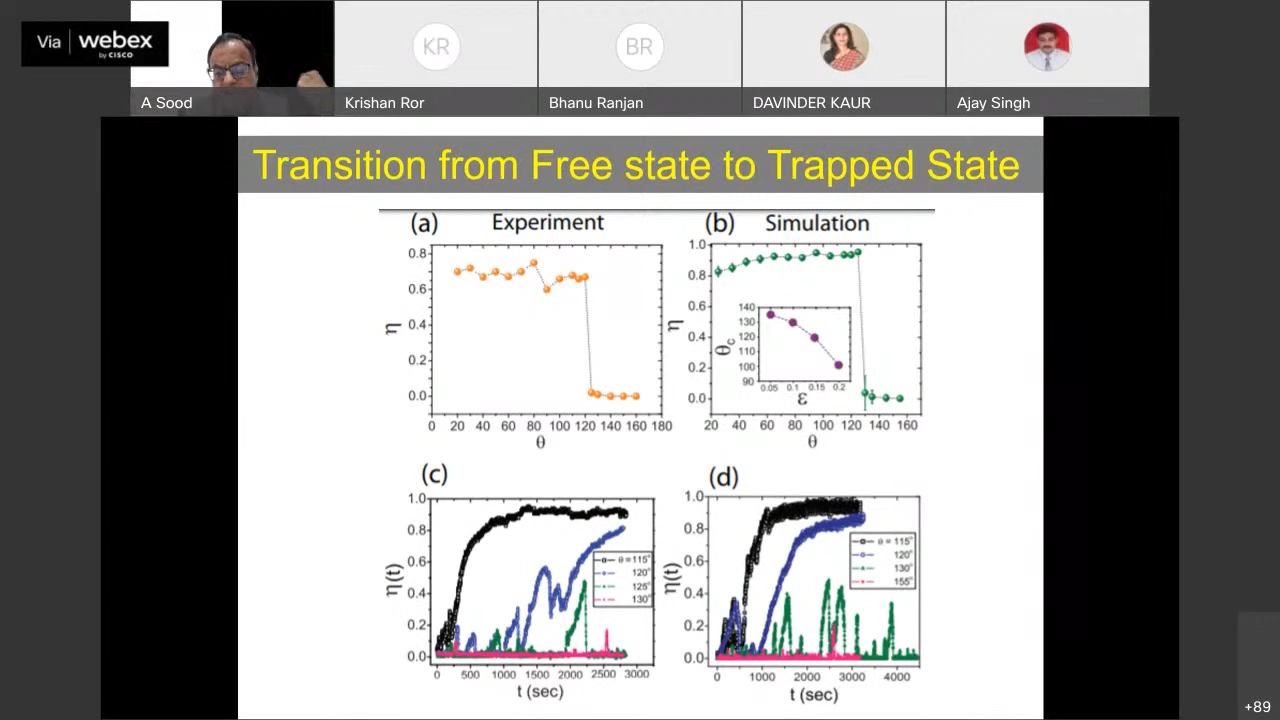 Via webex
by CISCO
A Sood
KR
Krishan Ror
BR
Bhanu Ranjan
DAVINDER KAUR
Ajay Singh
Transition from Free state to Trapped State
(a) Experiment
0.8
0.6
0.4
0.2
0.0
η
0 20 40 60 80 100 120 140 160 180
θ
(b) Simulation
1.0
0.8
0.6
0.4
0.2
0.0
η
140
130
120
110
100
90
θc
0.05 0.1 0.15 0.2
ε
20 40 60 80 100 120 140 160
θ
(c)
1.0
0.8
0.6
0.4
0.2
0.0
η(t)
θ = 115°
120°
125°
130°
0 500 1000 1500 2000 2500 3000
t (sec)
(d)
1.0
0.8
0.6
0.4
0.2
0.0
η(t)
θ = 115°
120°
130°
155°
0 1000 2000 3000 4000
t (sec)
+89